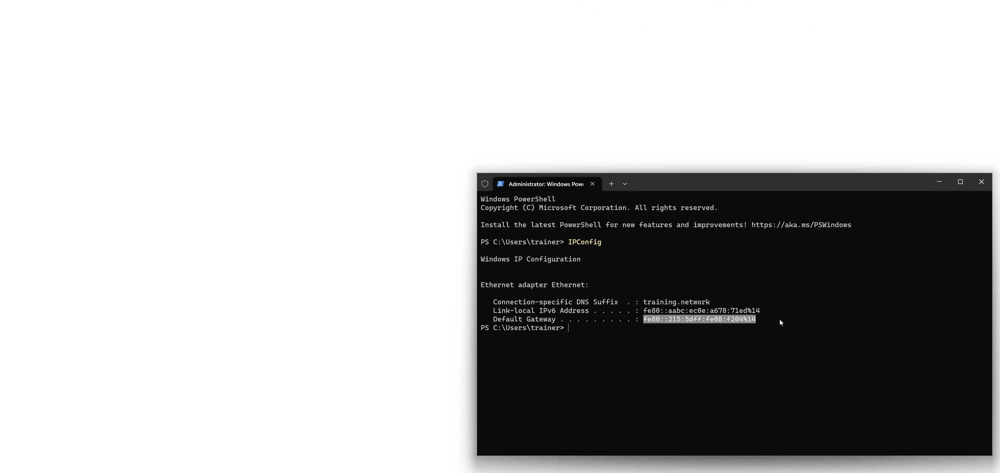 Administrator: Windows Pow
Windows PowerShell
Copyright (C) Microsoft Corporation. All rights reserved.
Install the latest PowerShell for new features and improvements! https://aka.ms/PSWindows
PS C:\Users\trainer> IPConfig
Windows IP Configuration
Ethernet adapter Ethernet:
Connection-specific DNS Suffix  . : training.network
Link-local IPv6 Address . . . . . : fe80::aabc:ec0e:a678:71ed%14
Default Gateway . . . . . . . . . : fe80::215:5dff:fe08:f204%14
PS C:\Users\trainer>